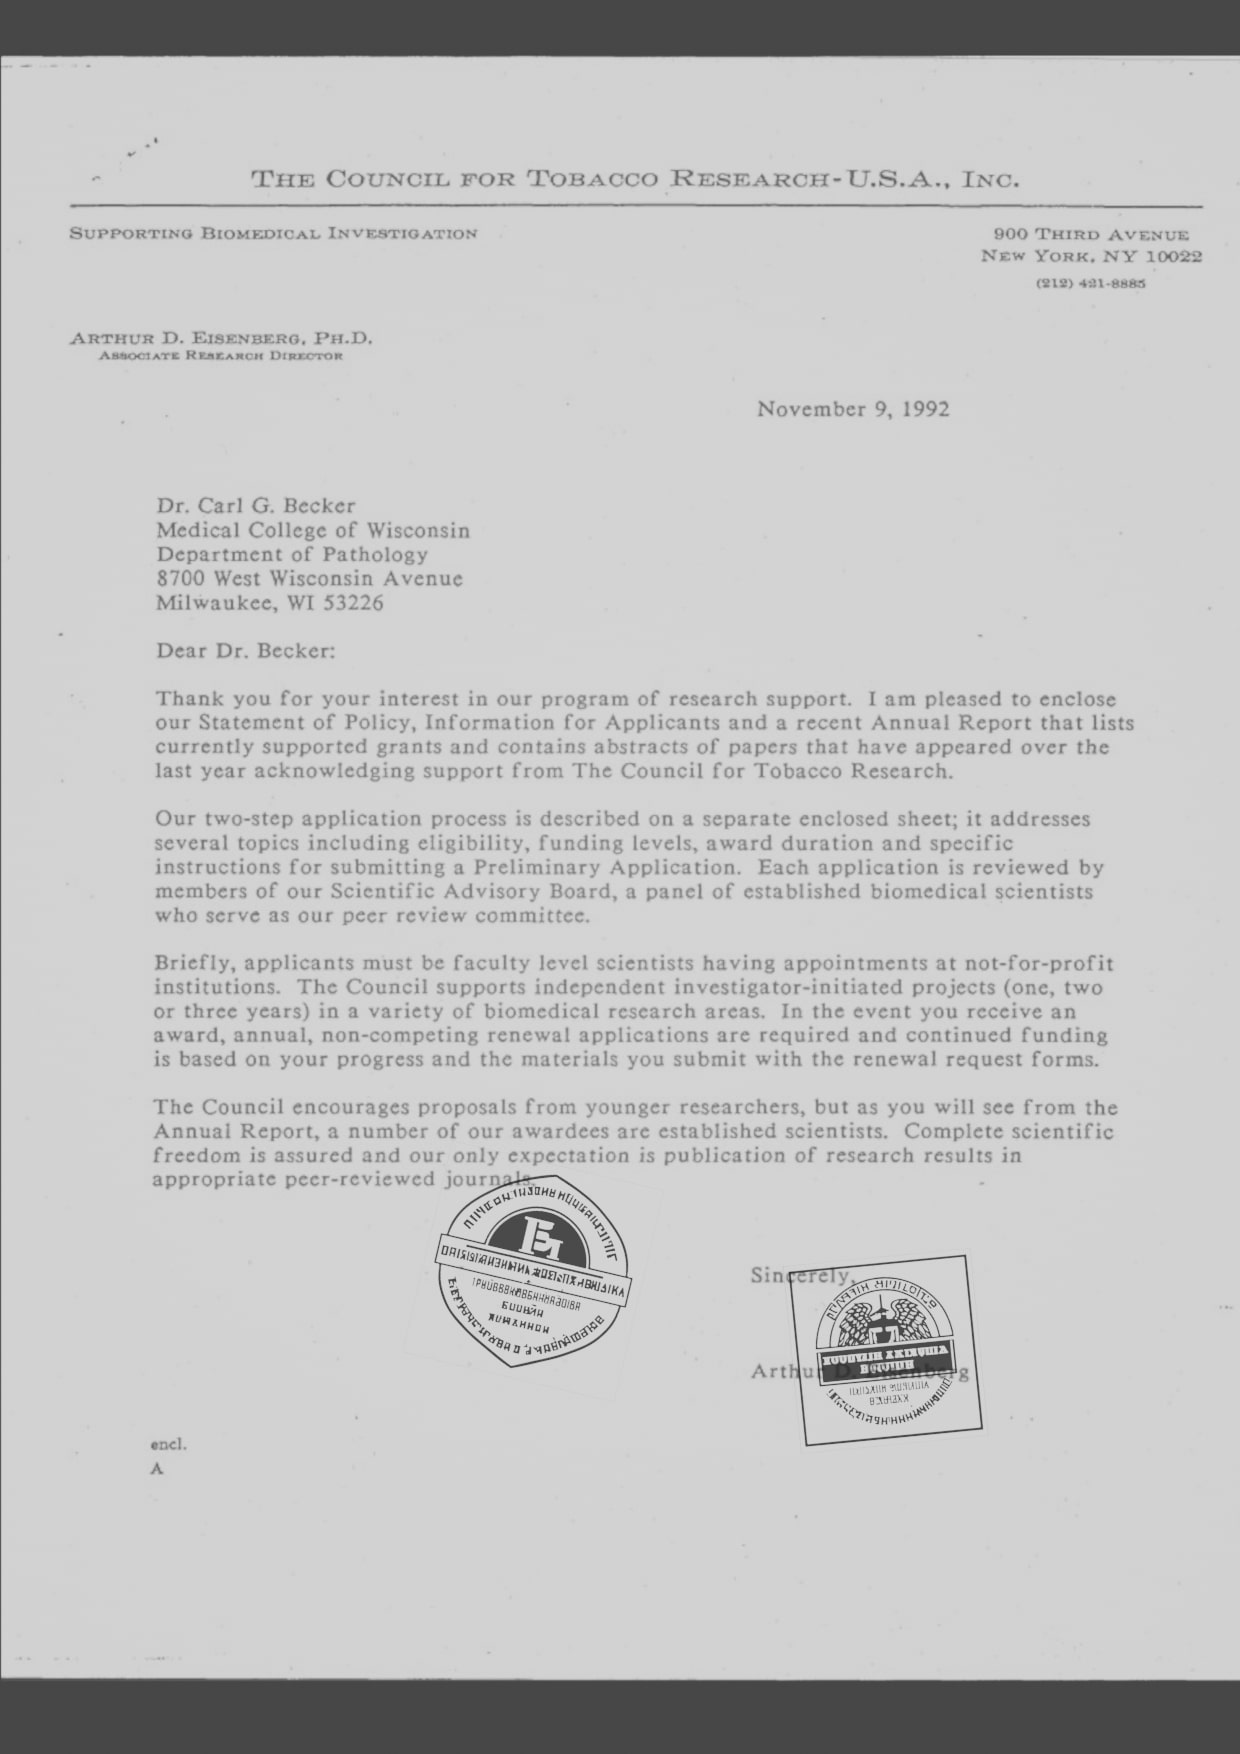 THE COUNCIL FOR TOBACCO RESEARCH-U.S.A., INC.
SUPPORTING BIOMEDICAL INVESTIGATION
900 THIRD AVENUE
NEW YORK, NY 10022
(212) 421-8885
ARTHUR D. EISENBERG, PH.D.
ASSOCIATE RESEARCH DIRECTOR
November 9, 1992
Dr. Carl G. Becker
Medical College of Wisconsin
Department of Pathology
8700 West Wisconsin Avenue
Milwaukee, WI 53226
Dear Dr. Becker:
Thank you for your interest in our program of research support. I am pleased to enclose
our Statement of Policy, Information for Applicants and a recent Annual Report that lists
currently supported grants and contains abstracts of papers that have appeared over the
last year acknowledging support from The Council for Tobacco Research.
Our two-step application process is described on a separate enclosed sheet; it addresses
several topics including eligibility, funding levels, award duration and specific
instructions for submitting a Preliminary Application. Each application is reviewed by
members of our Scientific Advisory Board, a panel of established biomedical scientists
who serve as our peer review committee.
Briefly, applicants must be faculty level scientists having appointments at not-for-profit
institutions. The Council supports independent investigator-initiated projects (one, two
or three years) in a variety of biomedical research areas. In the event you receive an
award, annual, non-competing renewal applications are required and continued funding
is based on your progress and the materials you submit with the renewal request forms.
The Council encourages proposals from younger researchers, but as you will see from the
Annual Report, a number of our awardees are established scientists. Complete scientific
freedom is assured and our only expectation is publication of research results in
appropriate peer-reviewed journals.
Sincerely,
Arthur D. Eisenberg
encl.
A